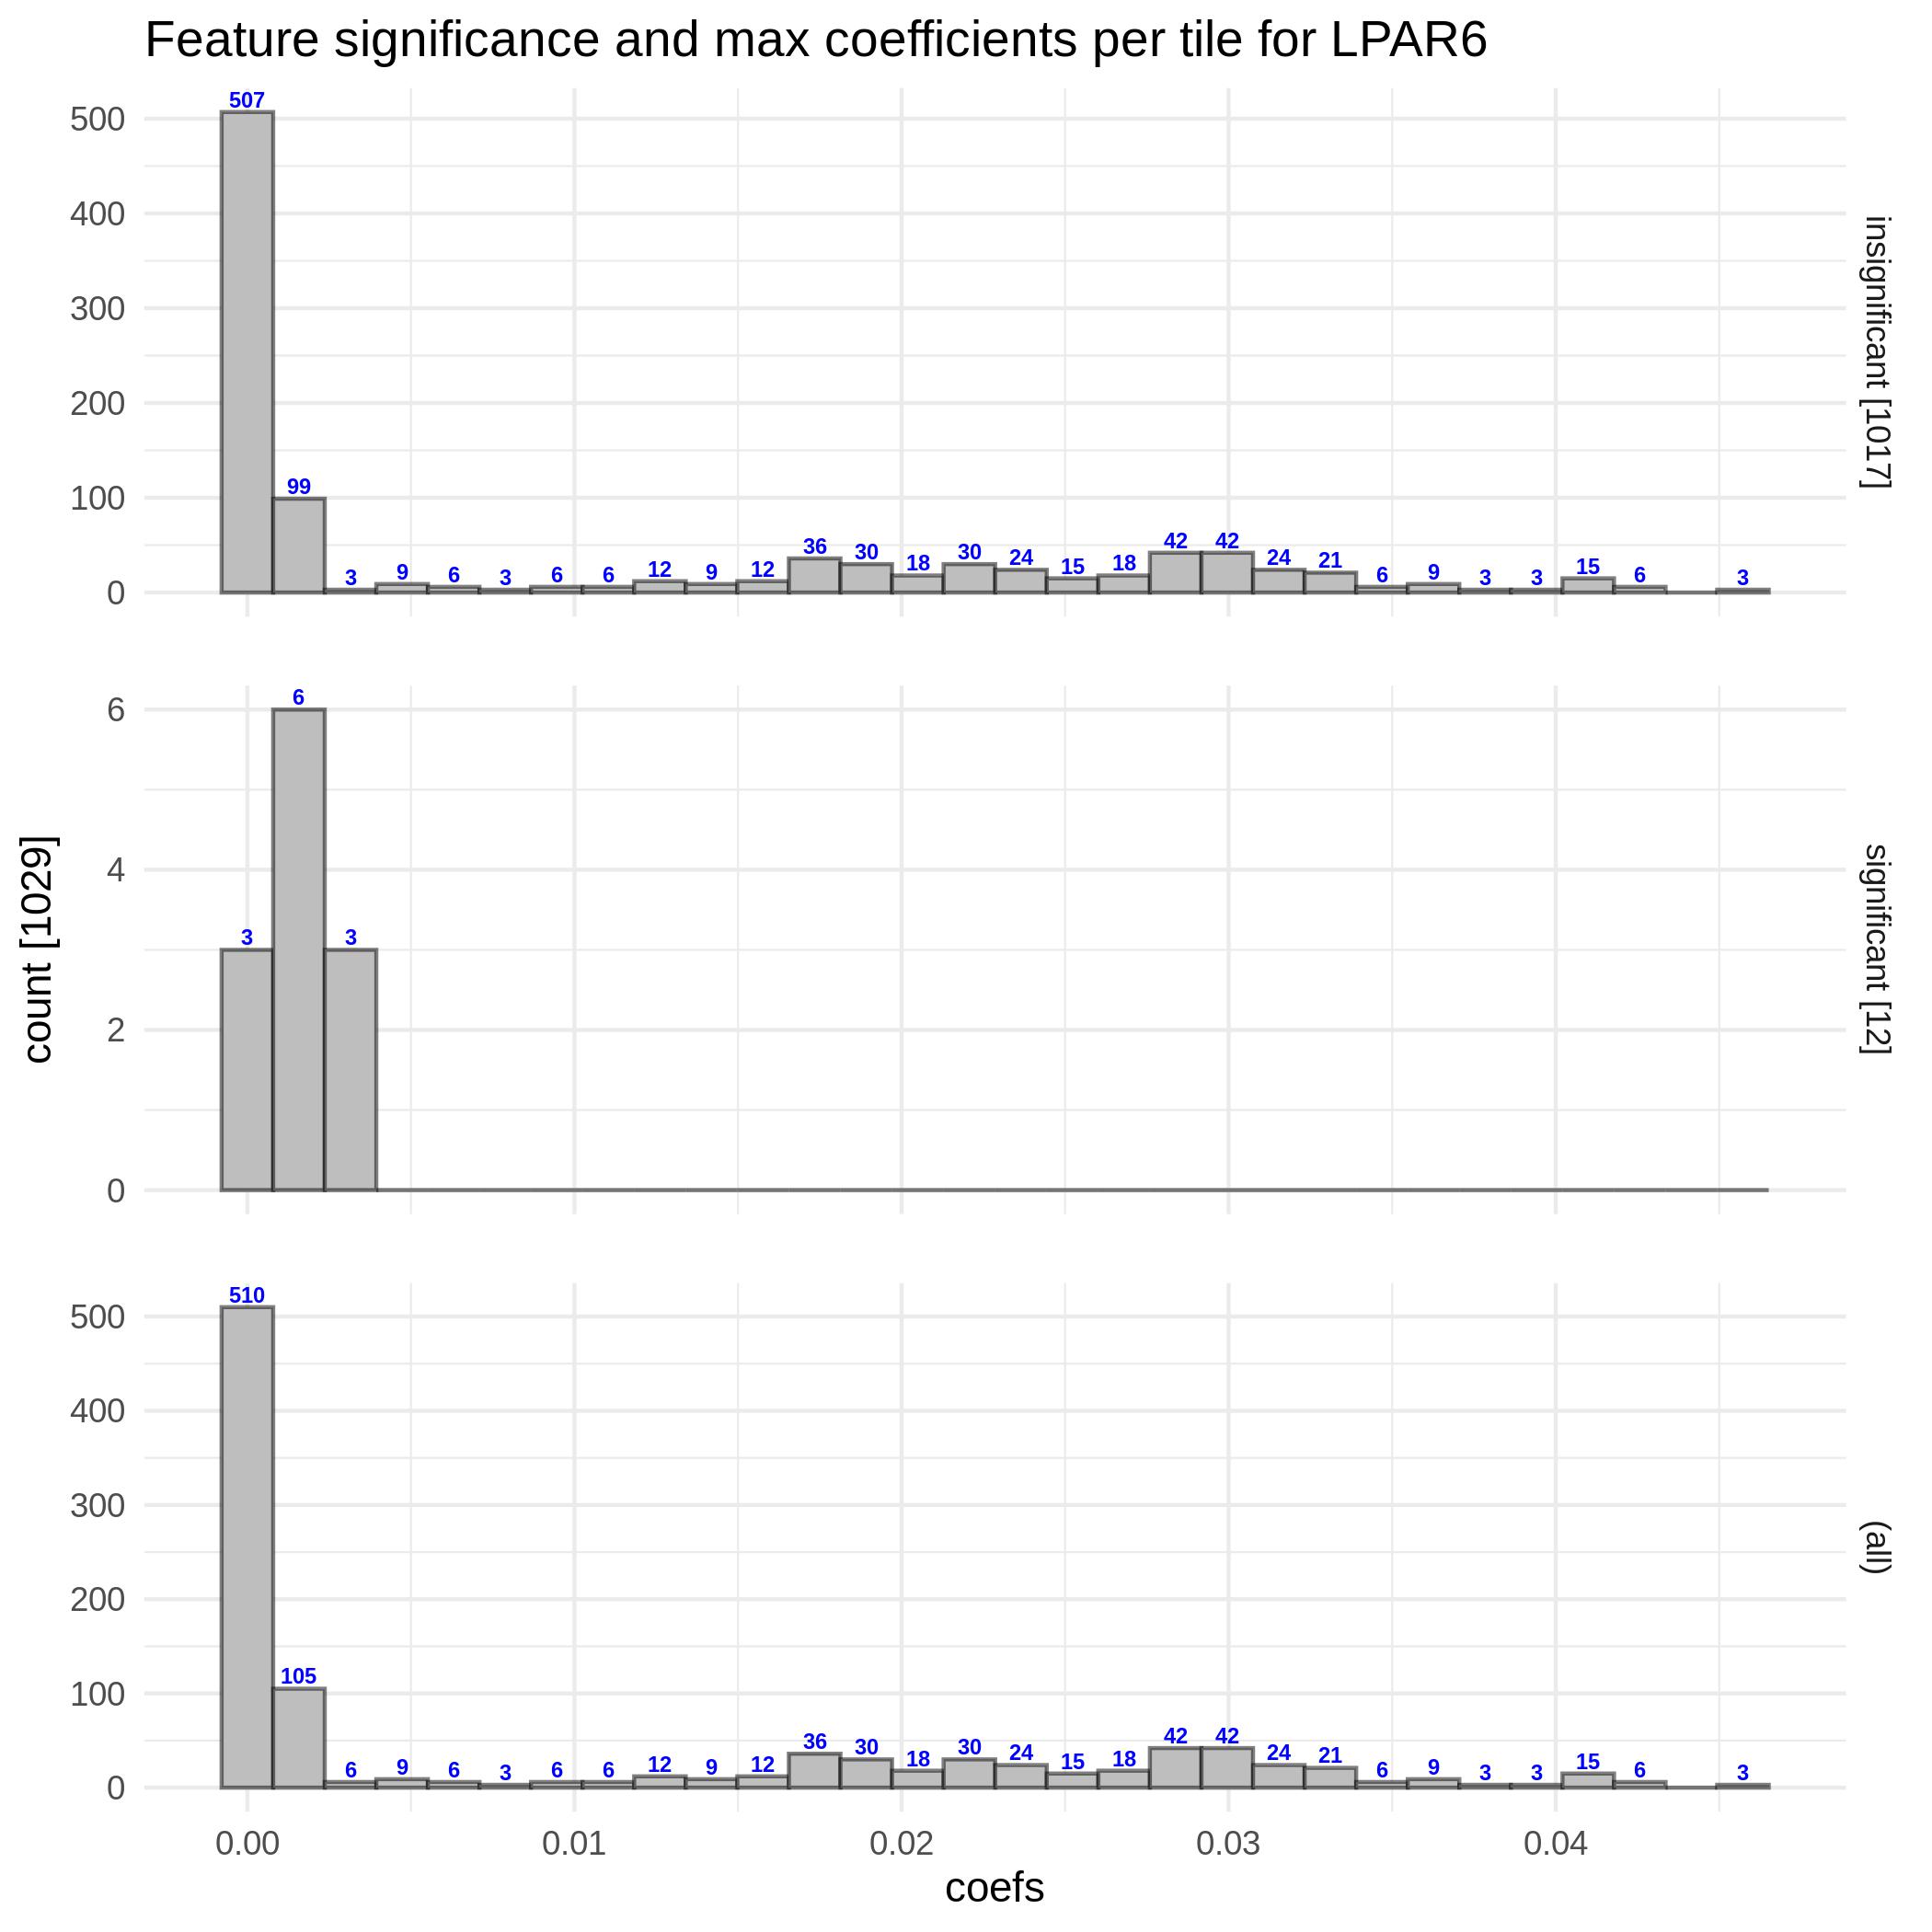 Feature significance and max coefficients per tile for LPAR6
507
500
400
300
200
100
0
99 3 9 6 3 6 6 12 9 12 36 30 18 30 24 15 18 42 42 24 21 6 9 3 3 15 6 3
insignificant [1017]
count [1029]
6
4
2
0
3 6 3
significant [12]
510
500
400
300
200
100
0
105 6 9 6 3 6 6 12 9 12 36 30 18 30 24 15 18 42 42 24 21 6 9 3 3 15 6 3
(all)
0.00 0.01 0.02 0.03 0.04
coefs